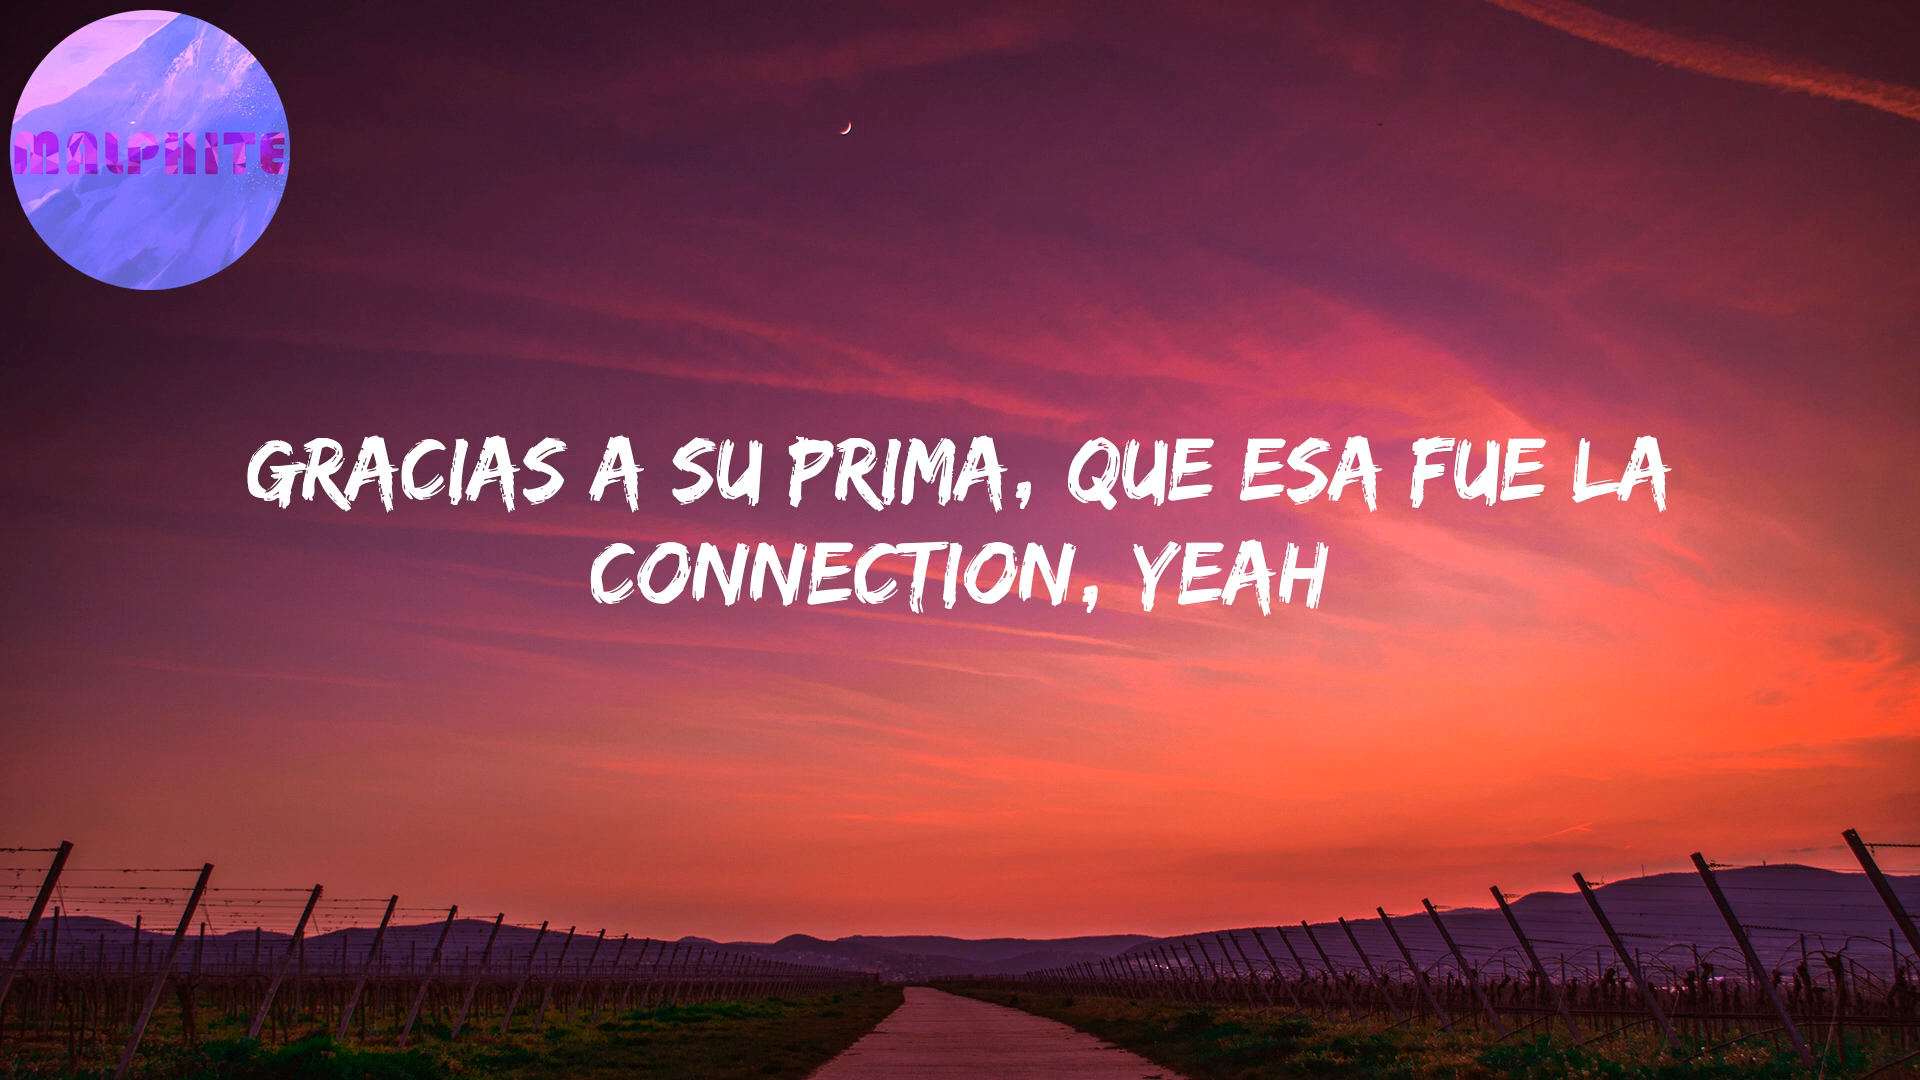 MALPHITE
GRACIAS A SU PRIMA, QUE ESA FUE LA
CONNECTION, YEAH